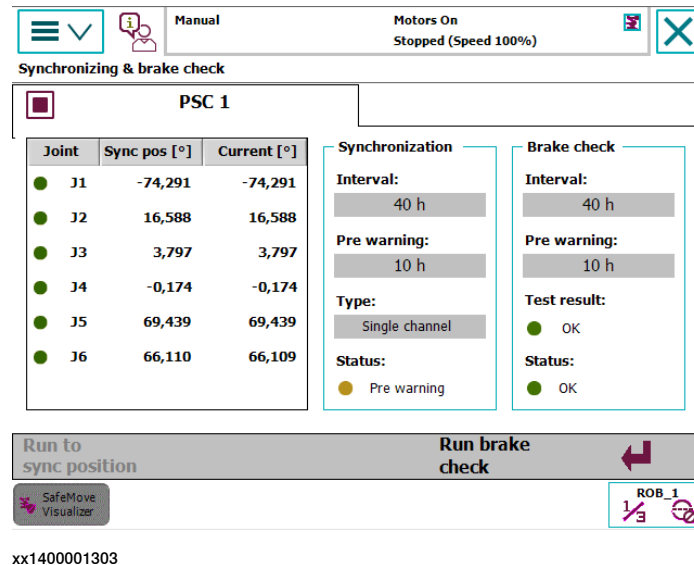 Manual
Motors On
Stopped (Speed 100%)
Synchronizing & brake check
PSC 1
Joint Sync pos [°] Current [°]
J1 -74,291 -74,291
J2 16,588 16,588
J3 3,797 3,797
J4 -0,174 -0,174
J5 69,439 69,439
J6 66,110 66,109
Synchronization
Interval:
40 h
Pre warning:
10 h
Type:
Single channel
Status:
Pre warning
Brake check
Interval:
40 h
Pre warning:
10 h
Test result:
OK
Status:
OK
Run to
sync position
Run brake
check
SafeMove
Visualizer
ROB_1
1/3
xx1400001303